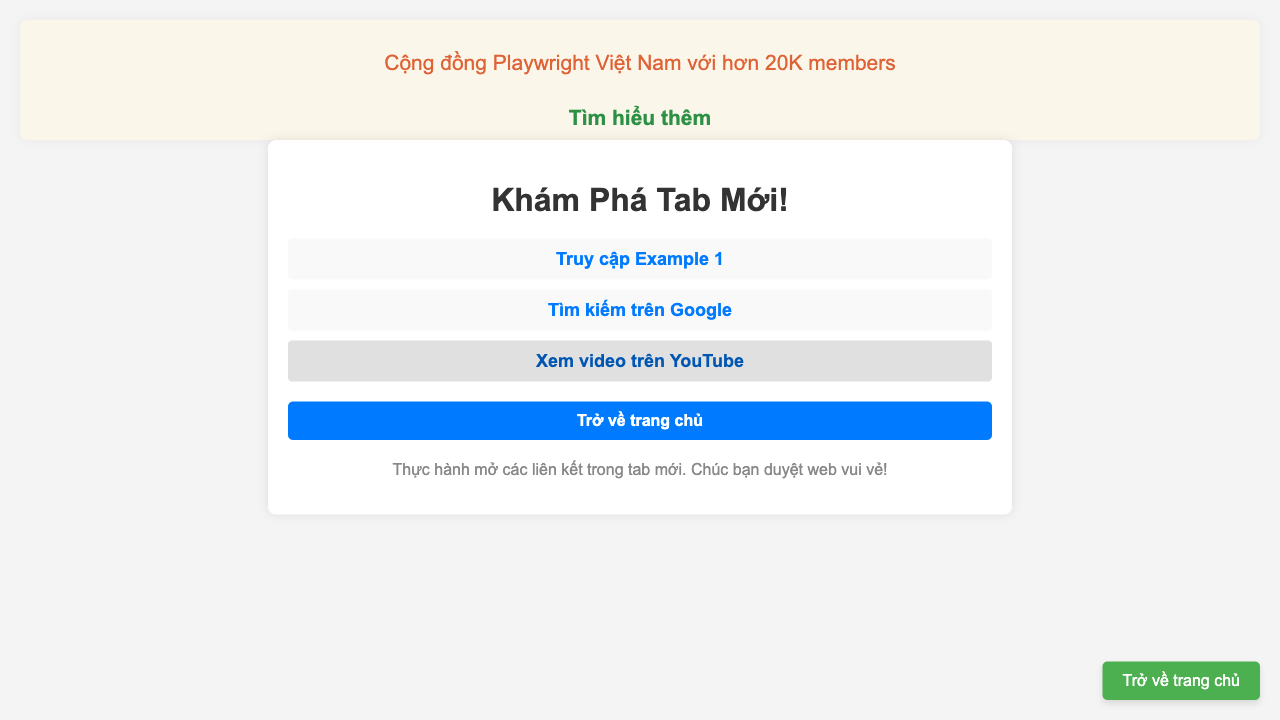 Cộng đồng Playwright Việt Nam với hơn 20K members
Tìm hiểu thêm
Khám Phá Tab Mới!
Truy cập Example 1
Tìm kiếm trên Google
Xem video trên YouTube
Trở về trang chủ
Thực hành mở các liên kết trong tab mới. Chúc bạn duyệt web vui vẻ!
Trở về trang chủ